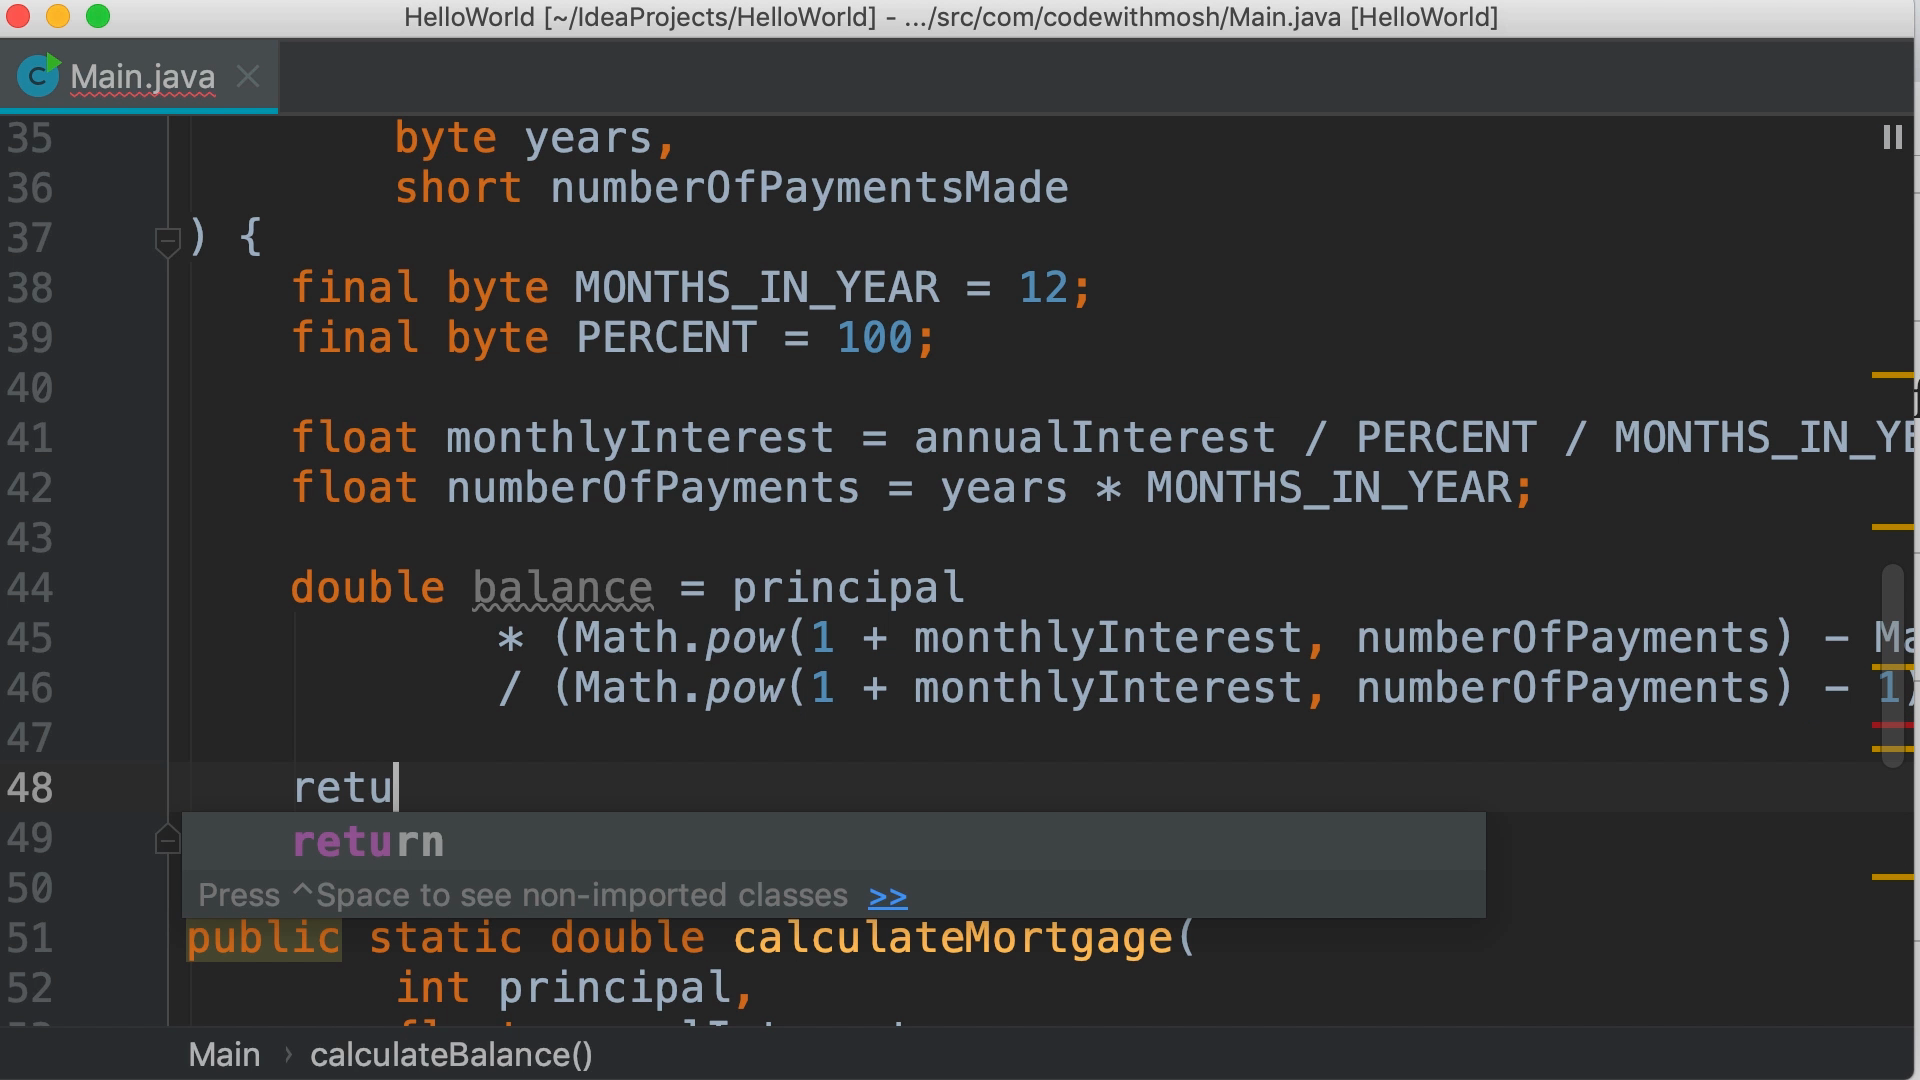 HelloWorld [~/IdeaProjects/HelloWorld] - .../src/com/codewithmosh/Main.java [HelloWorld]
Main.java
35 byte years,
36 short numberOfPaymentsMade
37 ) {
38 final byte MONTHS_IN_YEAR = 12;
39 final byte PERCENT = 100;
40
41 float monthlyInterest = annualInterest / PERCENT / MONTHS_IN_YE
42 float numberOfPayments = years * MONTHS_IN_YEAR;
43
44 double balance = principal
45 * (Math.pow(1 + monthlyInterest, numberOfPayments) - Ma
46 / (Math.pow(1 + monthlyInterest, numberOfPayments) - 1)
47
48 retu
49 return
50 Press ^Space to see non-imported classes >>
51 public static double calculateMortgage(
52 int principal,
Main › calculateBalance()